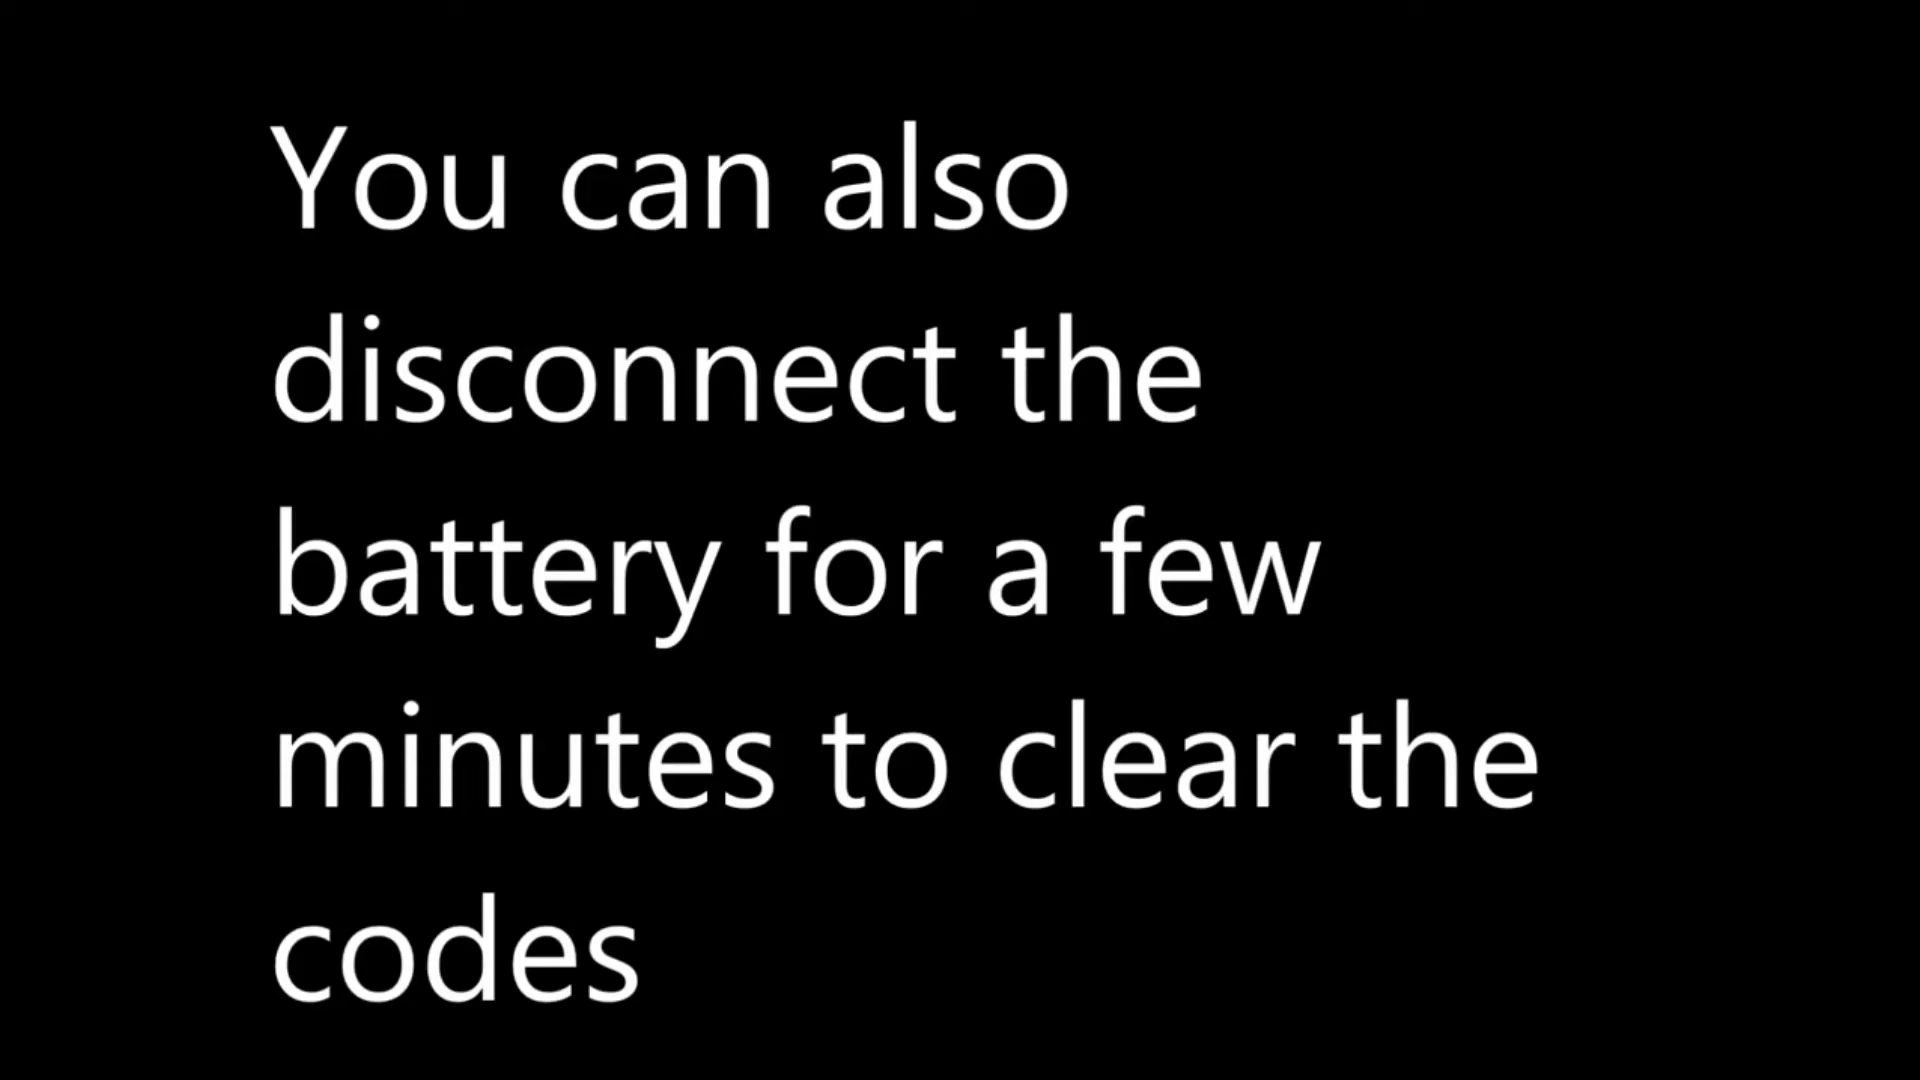 You can also
disconnect the
battery for a few
minutes to clear the
codes